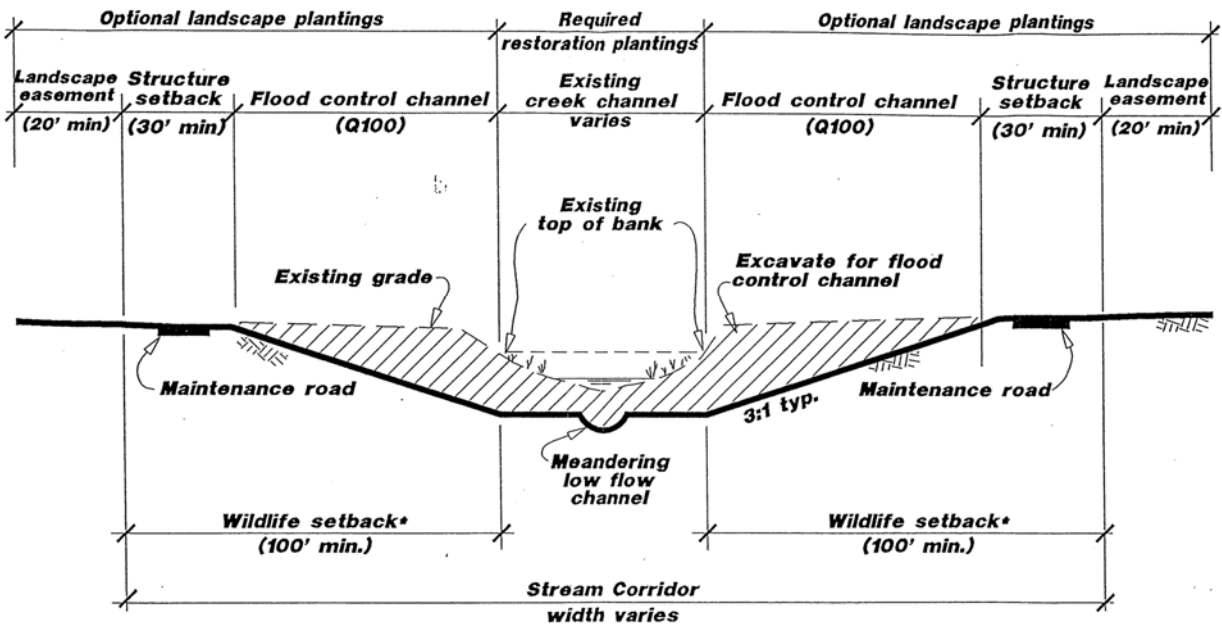 Optional landscape plantings
Required
restoration plantings
Optional landscape plantings
Landscape
easement
(20' min)
Structure
setback
(30' min)
Flood control channel
(Q100)
Existing
creek channel
varies
Flood control channel
(Q100)
Structure
setback
(30' min)
Landscape
easement
(20' min)
Existing
top of bank
Existing grade
Excavate for flood
control channel
Maintenance road
Maintenance road
3:1 typ.
Meandering
low flow
channel
Wildlife setback*
(100' min.)
Wildlife setback*
(100' min.)
Stream Corridor
width varies